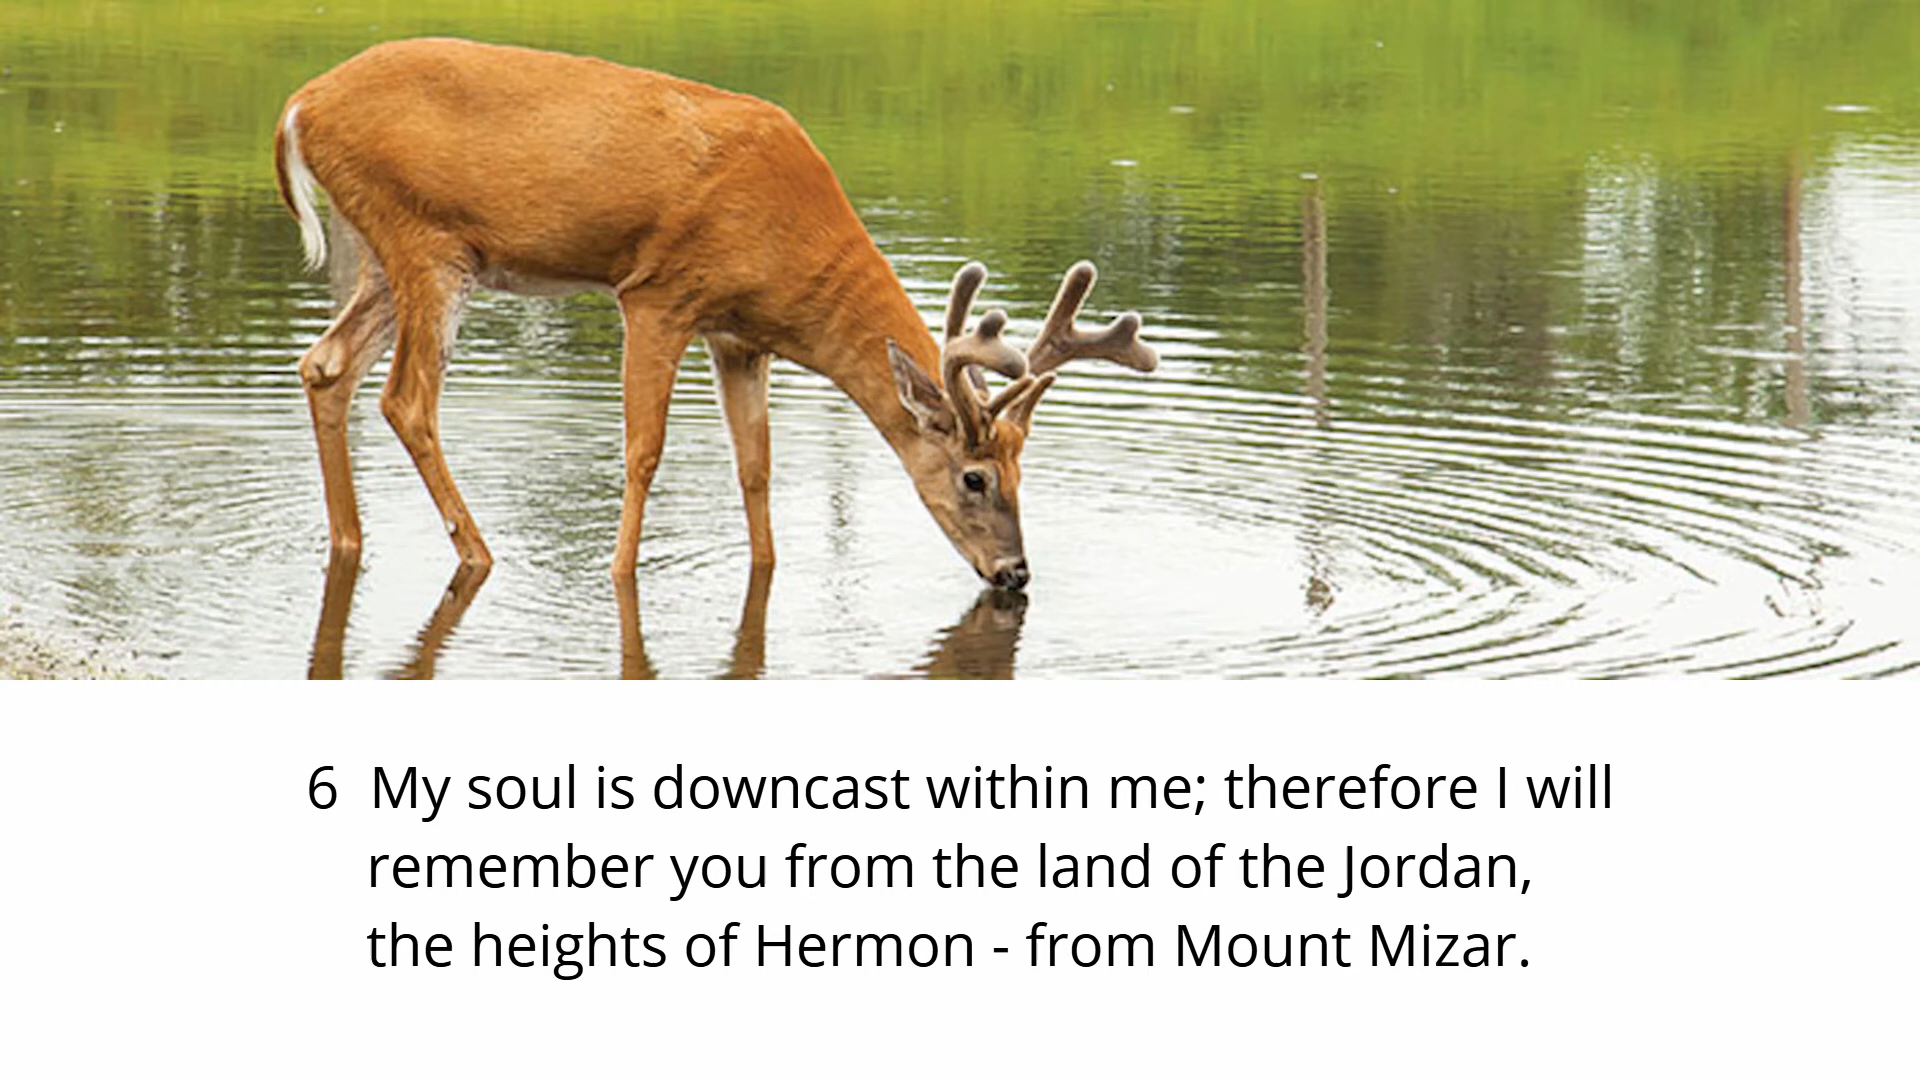 6 My soul is downcast within me; therefore I will
remember you from the land of the Jordan,
the heights of Hermon - from Mount Mizar.